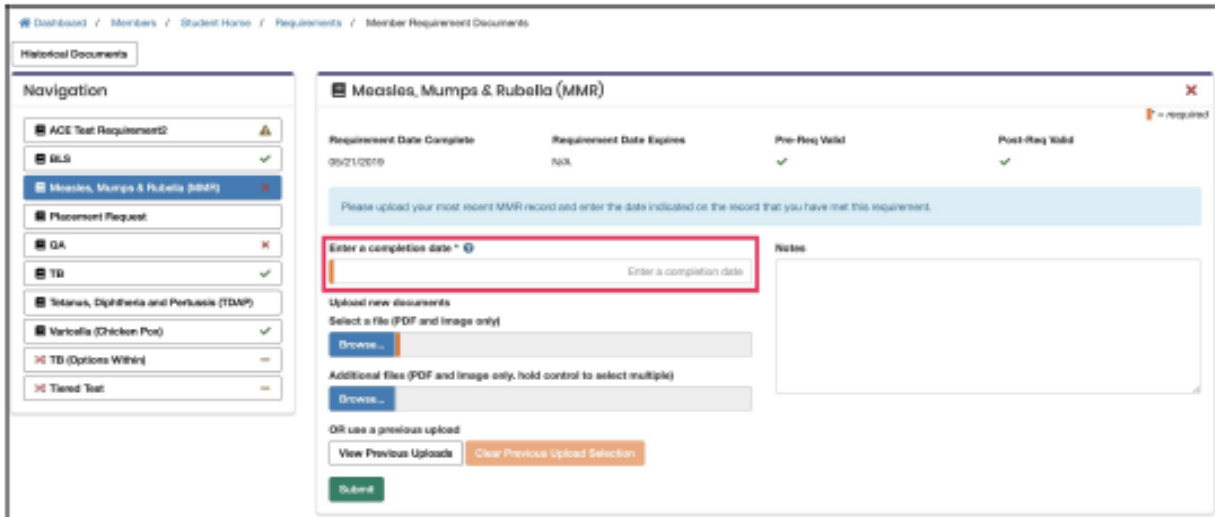 Dashboard / Members / Student Home / Requirements / Member Requirement Documents
Historical Documents
Navigation
ACE Test Requirement2
BLS
Measles, Mumps & Rubella (MMR)
Placement Request
QA
TB
Tetanus, Diphtheria and Pertussis (TDAP)
Varicella (Chicken Pox)
TB (Options Within)
Tiered Test
Measles, Mumps & Rubella (MMR)
* = required
Requirement Date Complete Requirement Date Expires Pre-Req Valid Post-Req Valid
05/21/2019 N/A
Please upload your most recent MMR record and enter the date indicated on the record that you have met this requirement.
Enter a completion date *
Enter a completion date
Notes
Upload new documents
Select a file (PDF and Image only)
Browse...
Additional files (PDF and Image only, hold control to select multiple)
Browse...
OR use a previous upload
View Previous Uploads Clear Previous Upload Selection
Submit